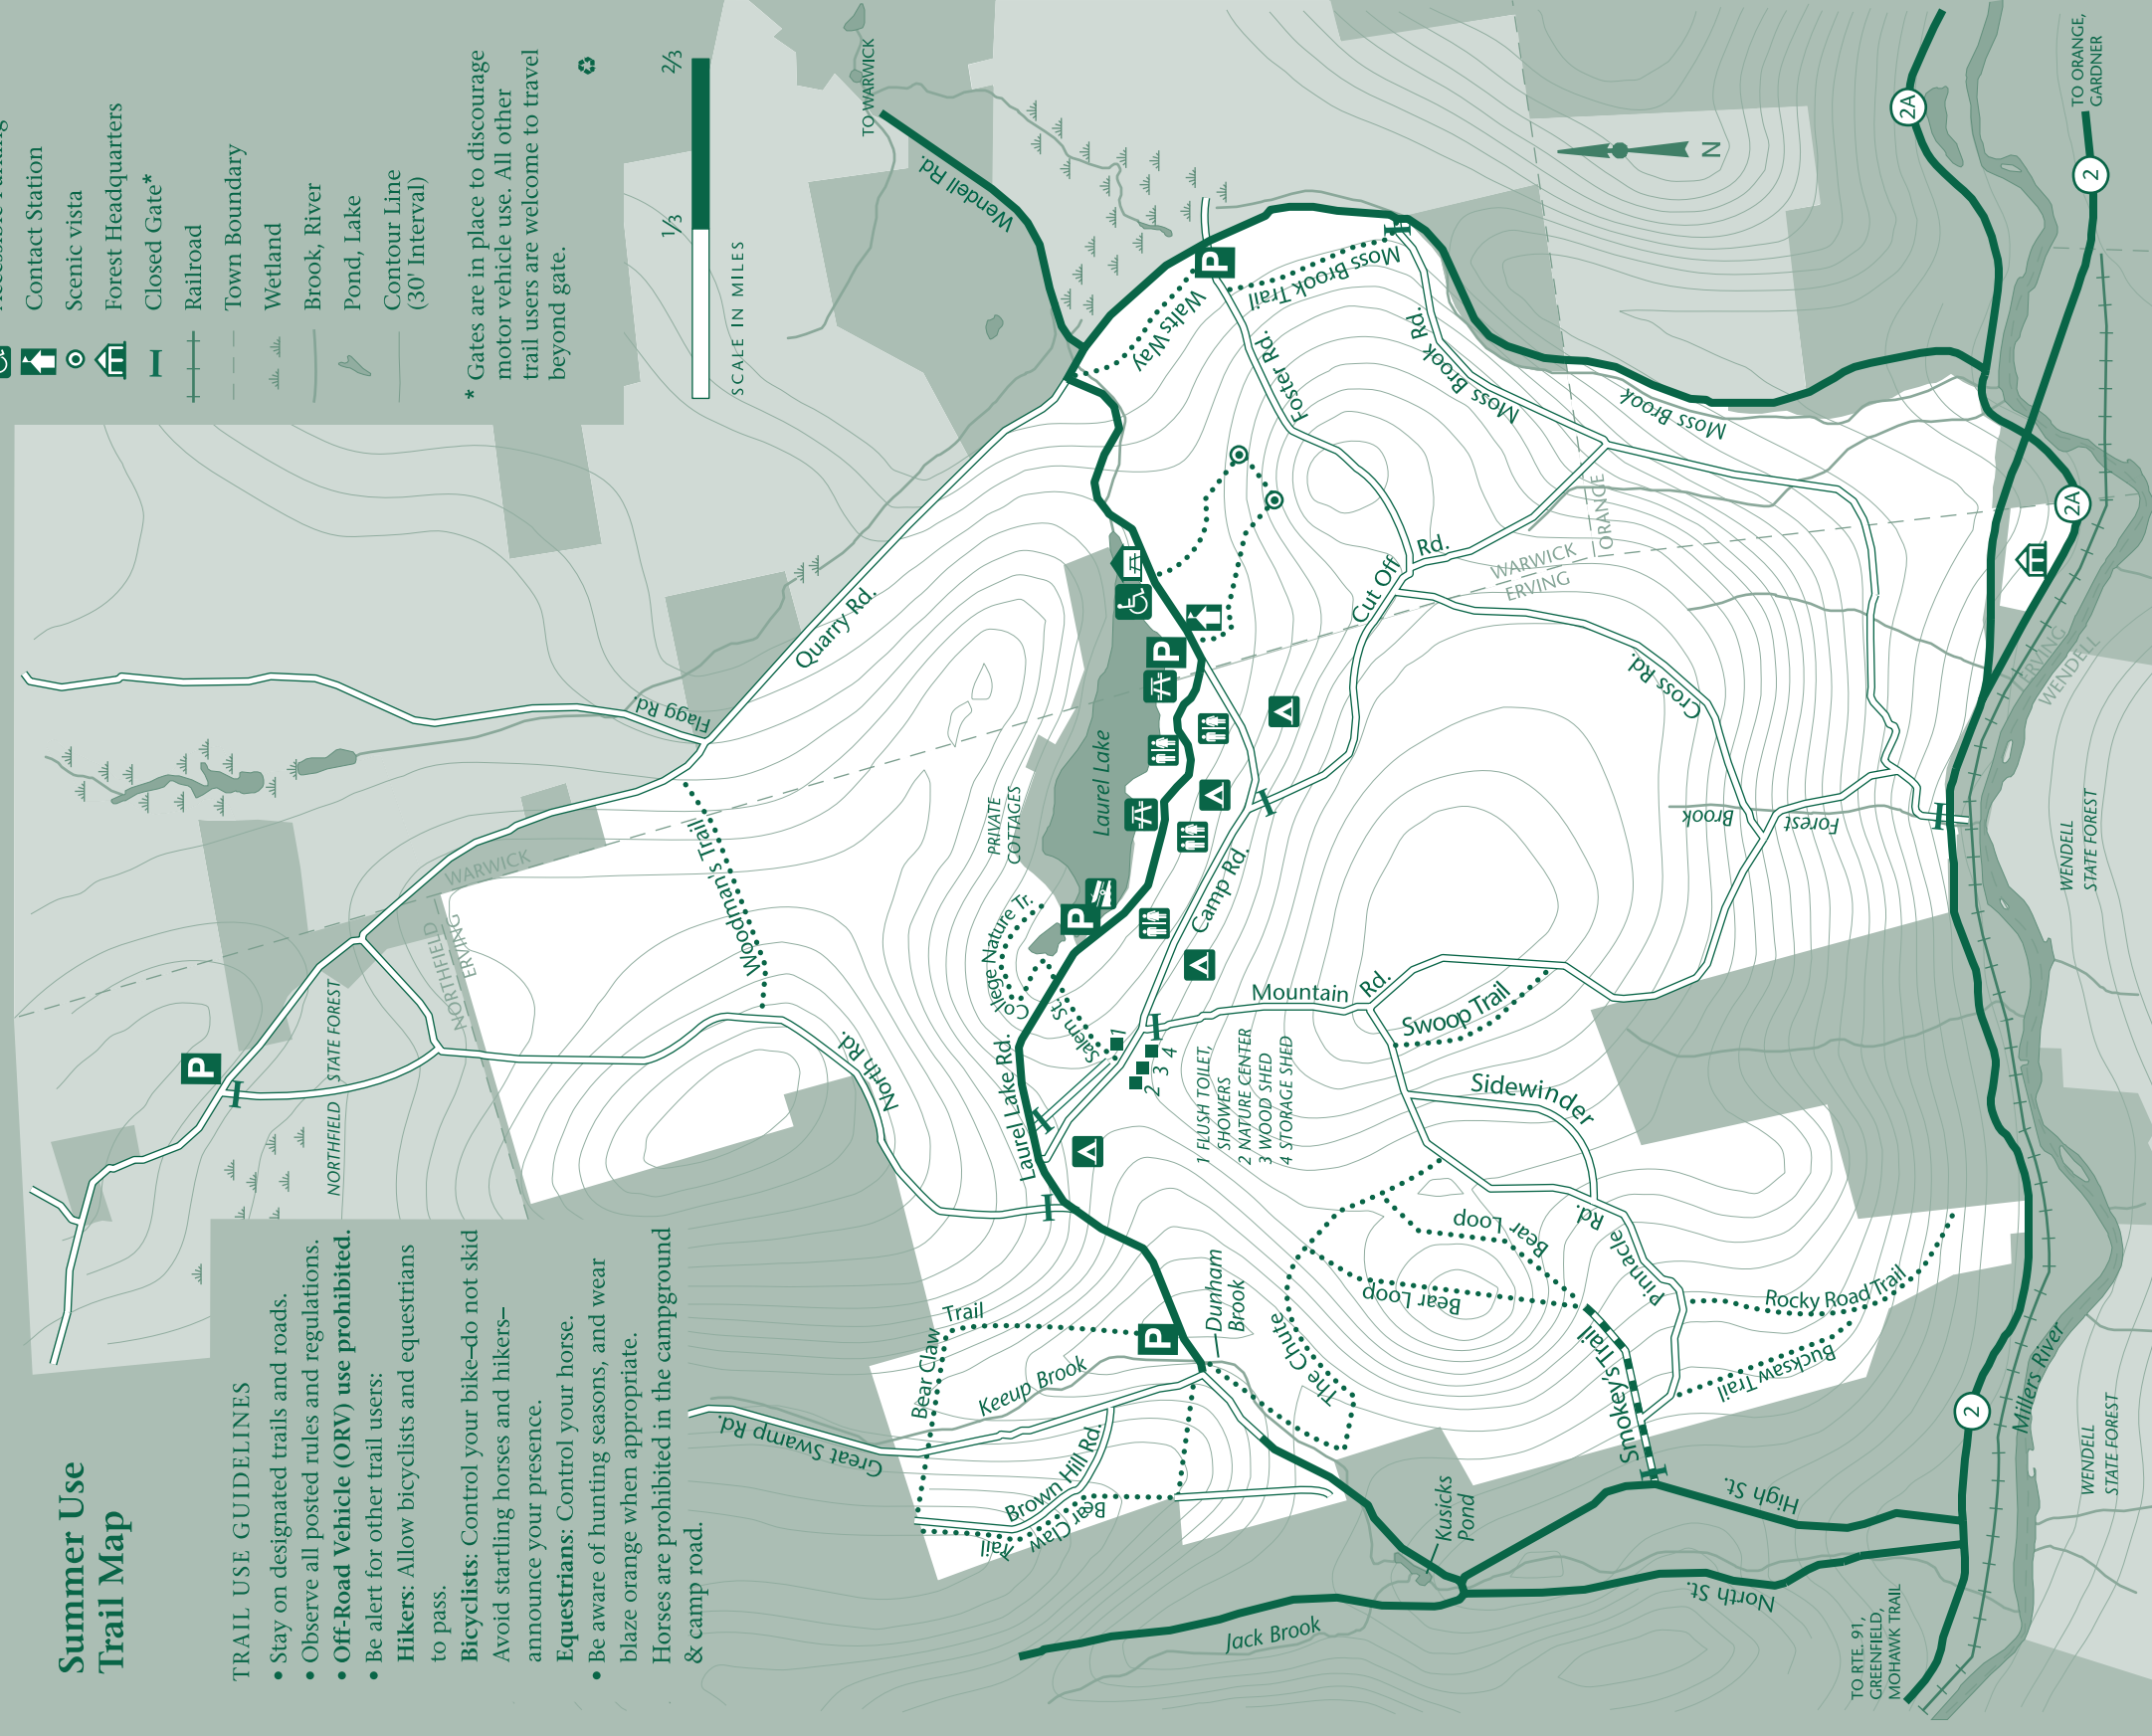 Summer Use
Trail Map
TRAIL USE GUIDELINES
• Stay on designated trails and roads.
• Observe all posted rules and regulations.
• Off-Road Vehicle (ORV) use prohibited.
• Be alert for other trail users:
Hikers: Allow bicyclists and equestrians
to pass.
Bicyclists: Control your bike–do not skid
Avoid startling horses and hikers–
announce your presence.
Equestrians: Control your horse.
• Be aware of hunting seasons, and wear
blaze orange when appropriate.
Horses are prohibited in the campground
& camp road.
Contact Station
Scenic vista
Forest Headquarters
Closed Gate*
Railroad
Town Boundary
Wetland
Brook, River
Pond, Lake
Contour Line
(30' Interval)
* Gates are in place to discourage
motor vehicle use. All other
trail users are welcome to travel
beyond gate.
1/3
2/3
SCALE IN MILES
TO WARWICK
Wendell Rd.
Quarry Rd.
Flagg Rd.
WARWICK
NORTHFIELD
ERVING
NORTHFIELD STATE FOREST
P
Woodman's Trail
North Rd.
PRIVATE
COTTAGES
Laurel Lake
College Nature Tr.
Salem St.
Laurel Lake Rd.
P
P
P
Walts Way
Moss Brook Trail
Foster Rd.
Moss Brook Rd.
Moss Brook
Cut Off Rd.
WARWICK
ERVING
ORANGE
Cross Rd.
Camp Rd.
Mountain Rd.
Swoop Trail
Sidewinder
1
2
3
4
1 FLUSH TOILET,
SHOWERS
2 NATURE CENTER
3 WOOD SHED
4 STORAGE SHED
Forest
Brook
Bear Loop
Bear Loop
Pinnacle Rd.
The Chute
Smokey's Trail
Rocky Road Trail
Bucksaw Trail
P
Dunham
Brook
Bear Claw Trail
Keeup Brook
Great Swamp Rd.
Brown Hill Rd.
Bear Claw Trail
Kusicks
Pond
Jack Brook
High St.
North St.
TO RTE. 91,
GREENFIELD,
MOHAWK TRAIL
2
Millers River
WENDELL
STATE FOREST
WENDELL
STATE FOREST
ERVING
WENDELL
2A
2A
2
TO ORANGE,
GARDNER
N